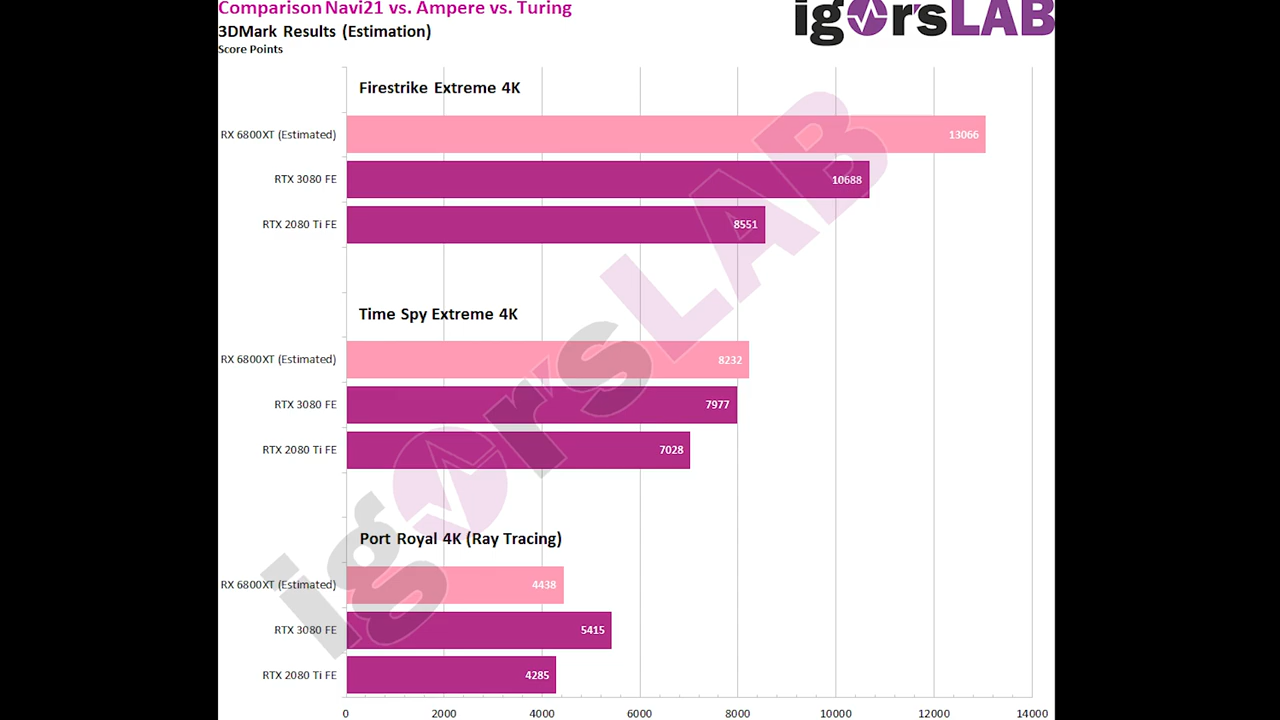 Comparison Navi21 vs. Ampere vs. Turing
igorsLAB
3DMark Results (Estimation)
Score Points
Firestrike Extreme 4K
RX 6800XT (Estimated) 13066
RTX 3080 FE 10688
RTX 2080 Ti FE 8551
Time Spy Extreme 4K
RX 6800XT (Estimated) 8232
RTX 3080 FE 7977
RTX 2080 Ti FE 7028
Port Royal 4K (Ray Tracing)
RX 6800XT (Estimated) 4438
RTX 3080 FE 5415
RTX 2080 Ti FE 4285
0 2000 4000 6000 8000 10000 12000 14000
igorsLAB